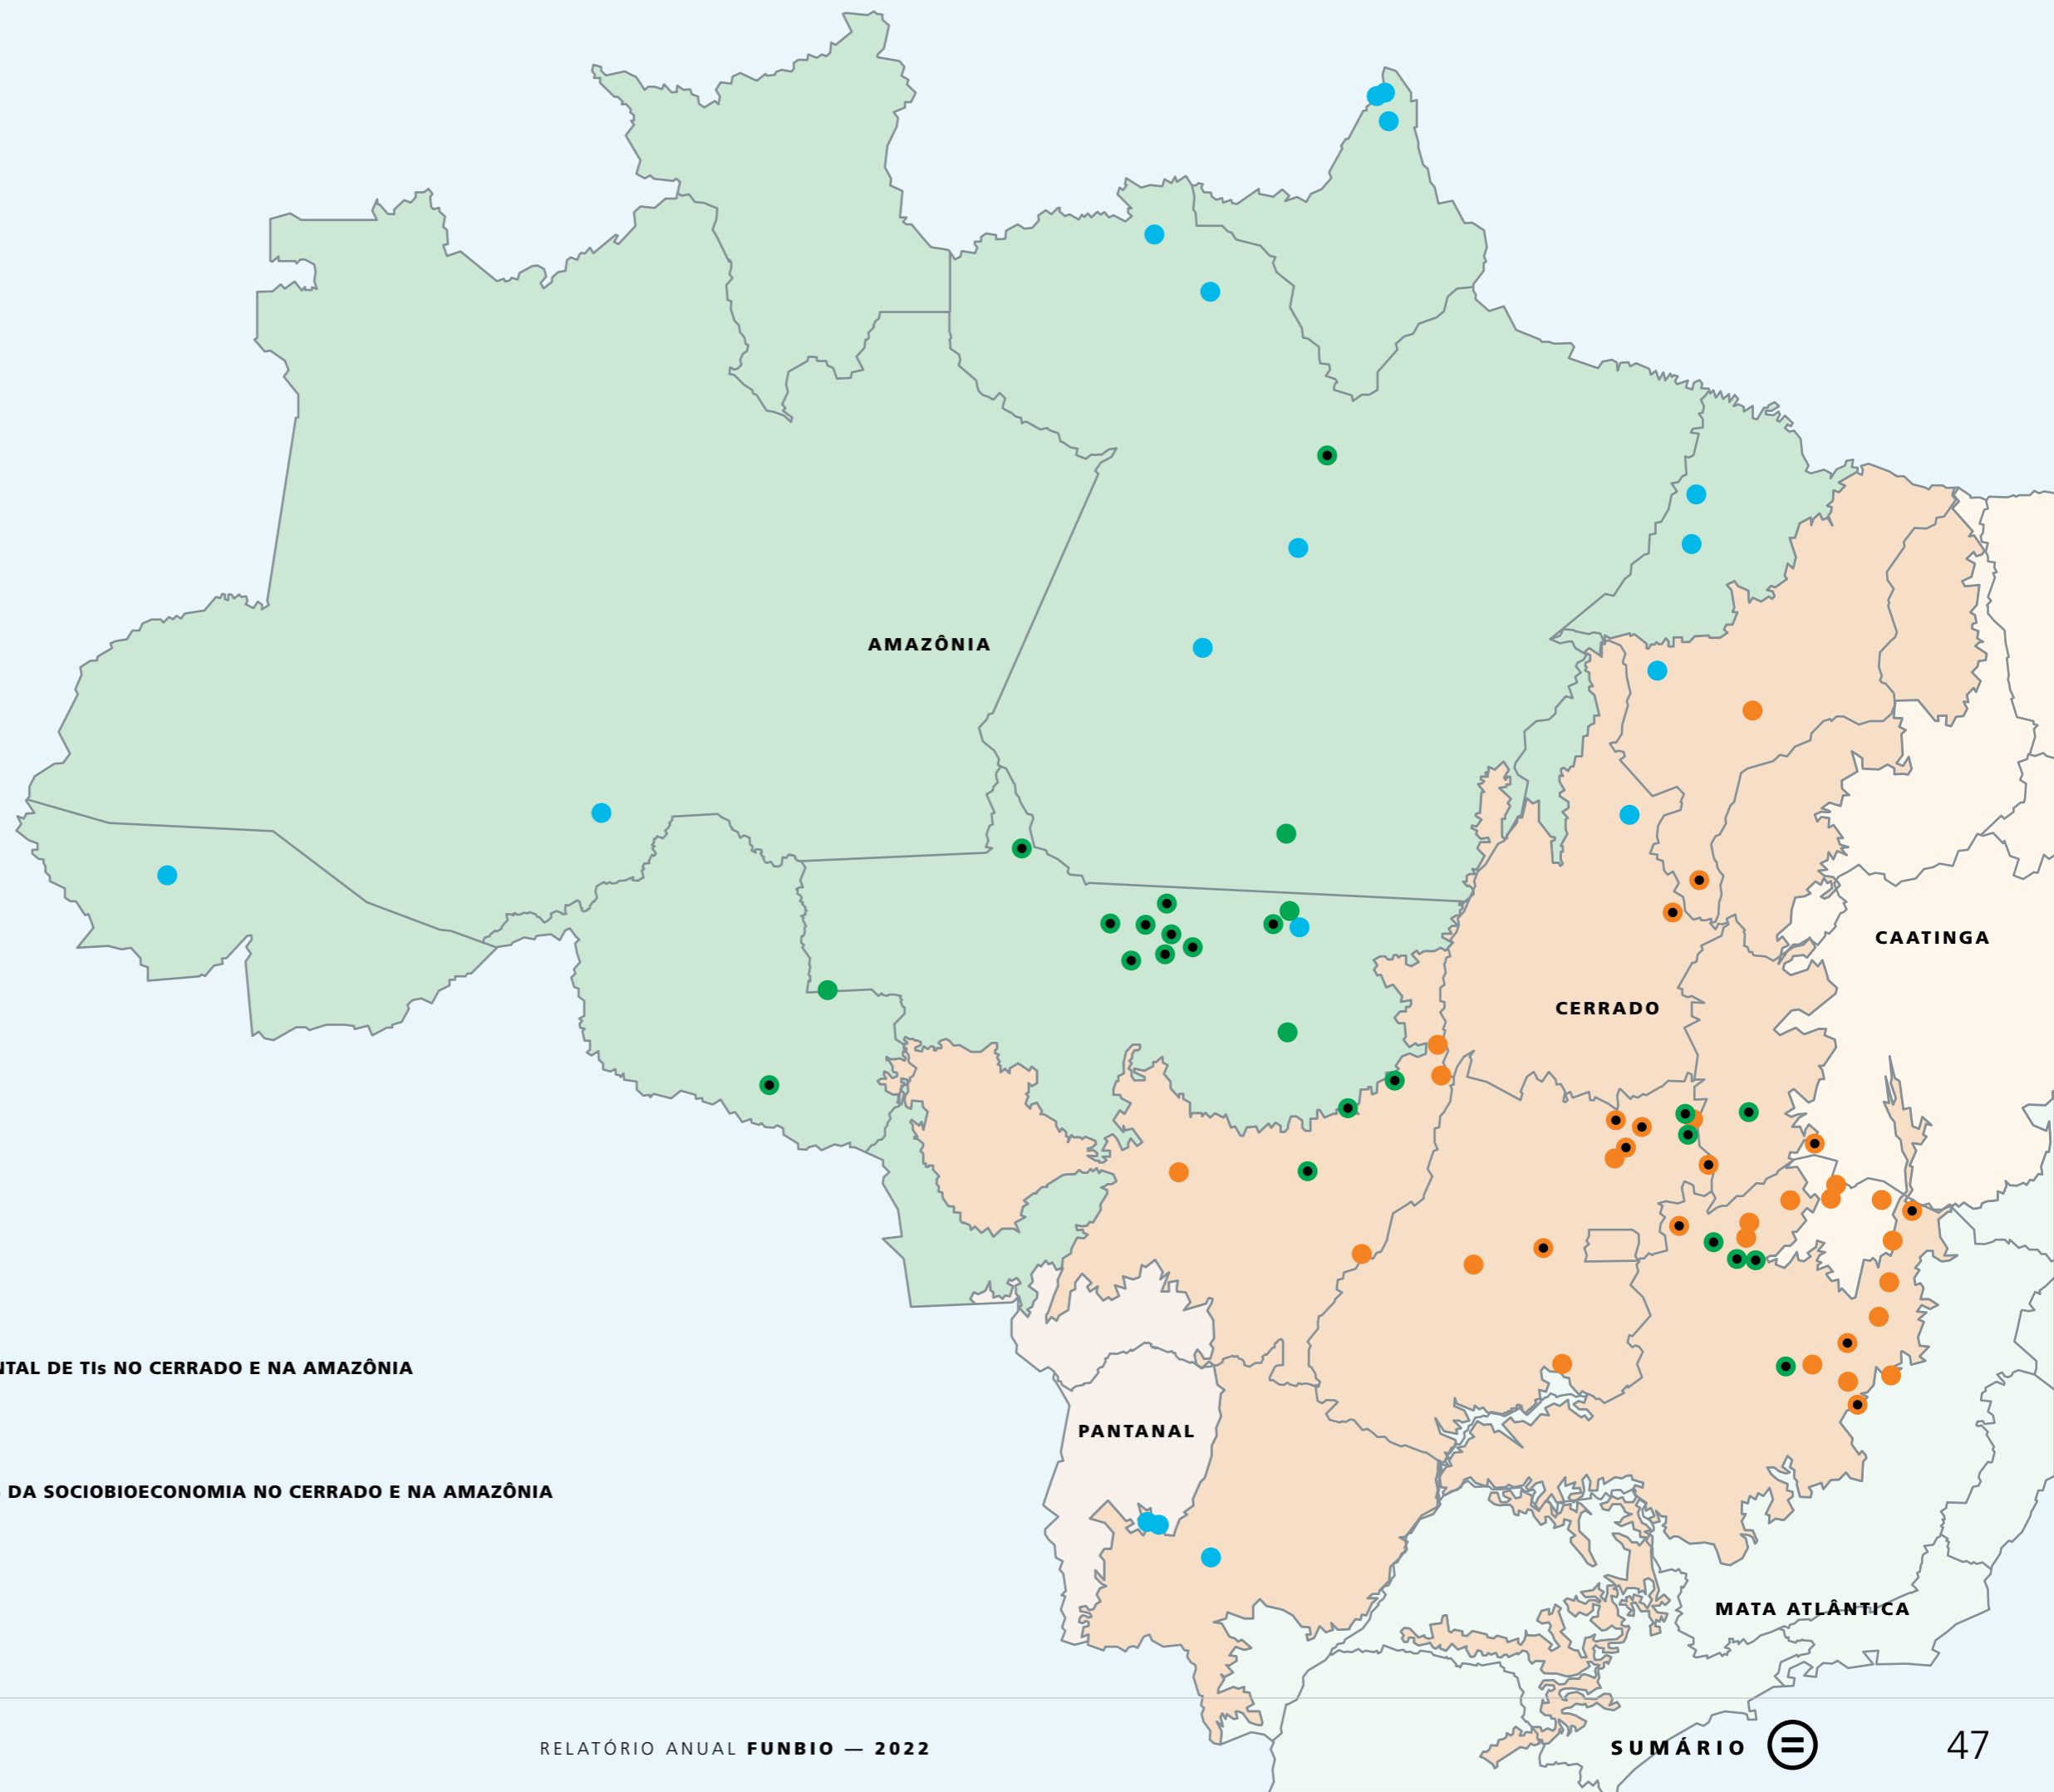 AMAZÔNIA
CAATINGA
CERRADO
NTAL DE TIs NO CERRADO E NA AMAZÔNIA
PANTANAL
DA SOCIOBIOECONOMIA NO CERRADO E NA AMAZÔNIA
MATA ATLÂNTICA
RELATÓRIO ANUAL FUNBIO — 2022
SUMÁRIO
47